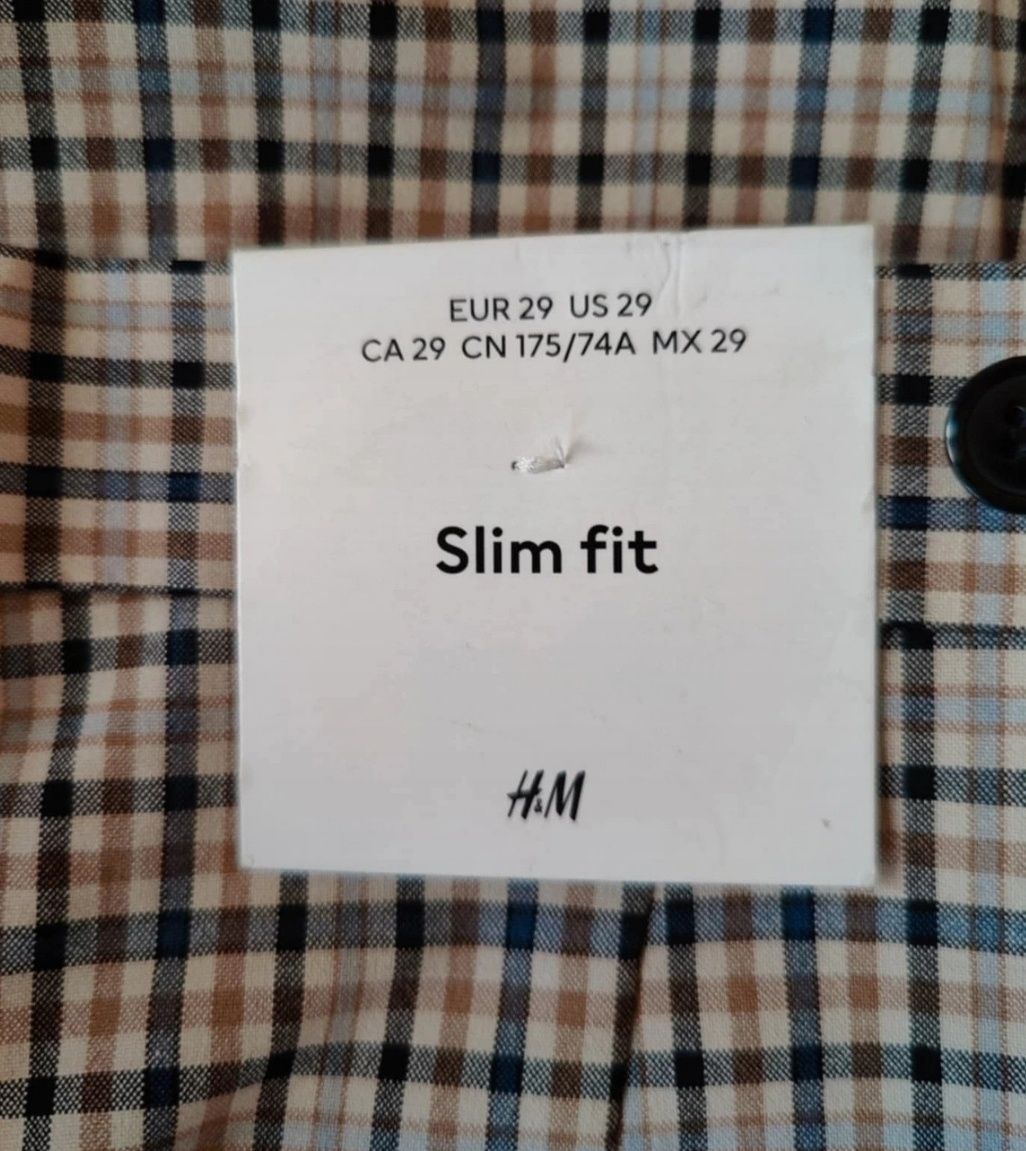 EUR 29 US 29
CA 29 CN 175/74A MX 29
Slim fit
H&M